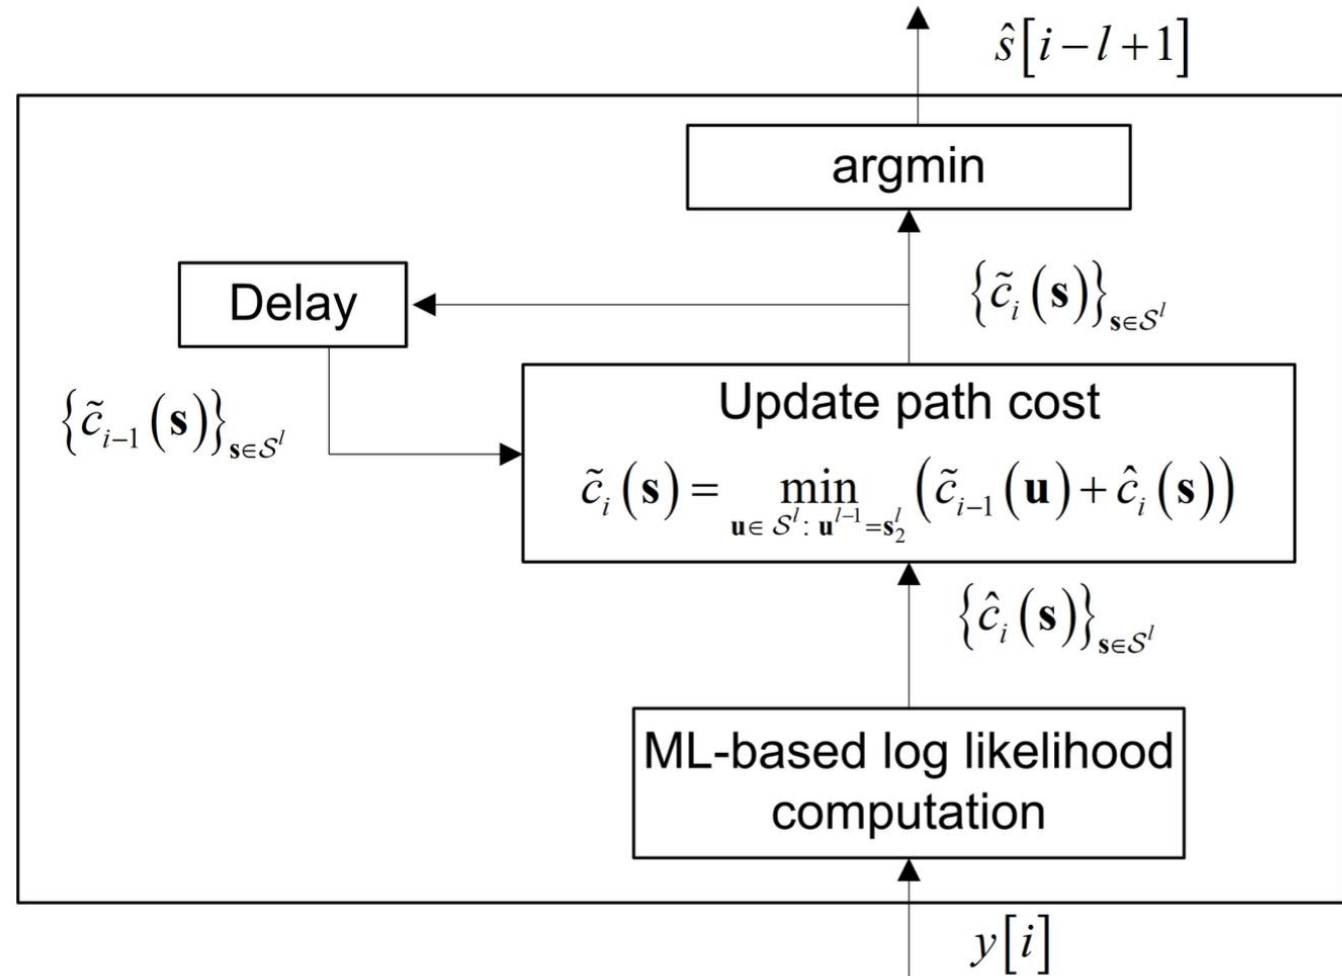 ŝ[i−l+1]
argmin
Delay
{c̃ᵢ(𝐬)}_{𝐬∈𝒮ˡ}
{c̃ᵢ₋₁(𝐬)}_{𝐬∈𝒮ˡ}
Update path cost
c̃ᵢ(𝐬) = min_{𝐮∈ 𝒮ˡ: 𝐮ˡ⁻¹=𝐬₂ˡ} (c̃ᵢ₋₁(𝐮)+ĉᵢ(𝐬))
{ĉᵢ(𝐬)}_{𝐬∈𝒮ˡ}
ML-based log likelihood
computation
y[i]